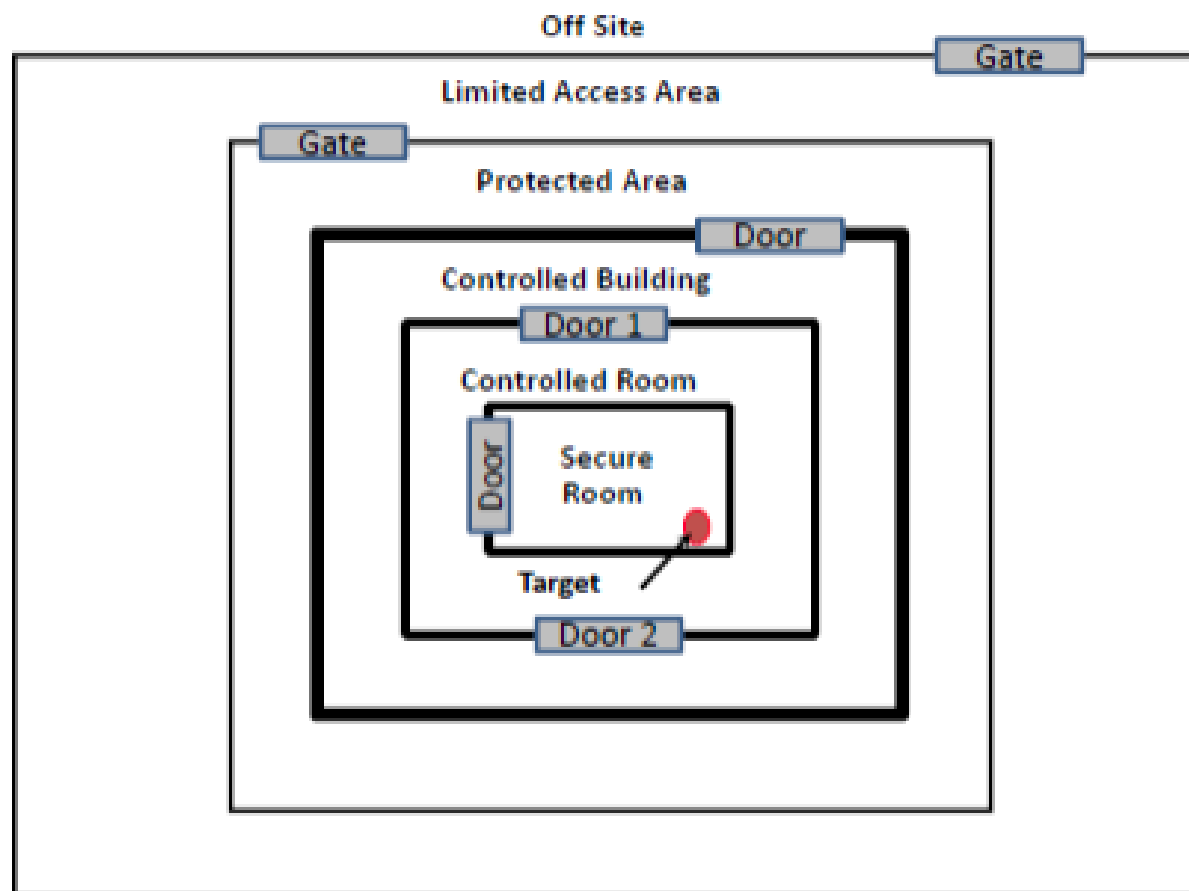 Off Site
Gate
Limited Access Area
Gate
Protected Area
Door
Controlled Building
Door 1
Controlled Room
Door
Secure
Room
Target
Door 2